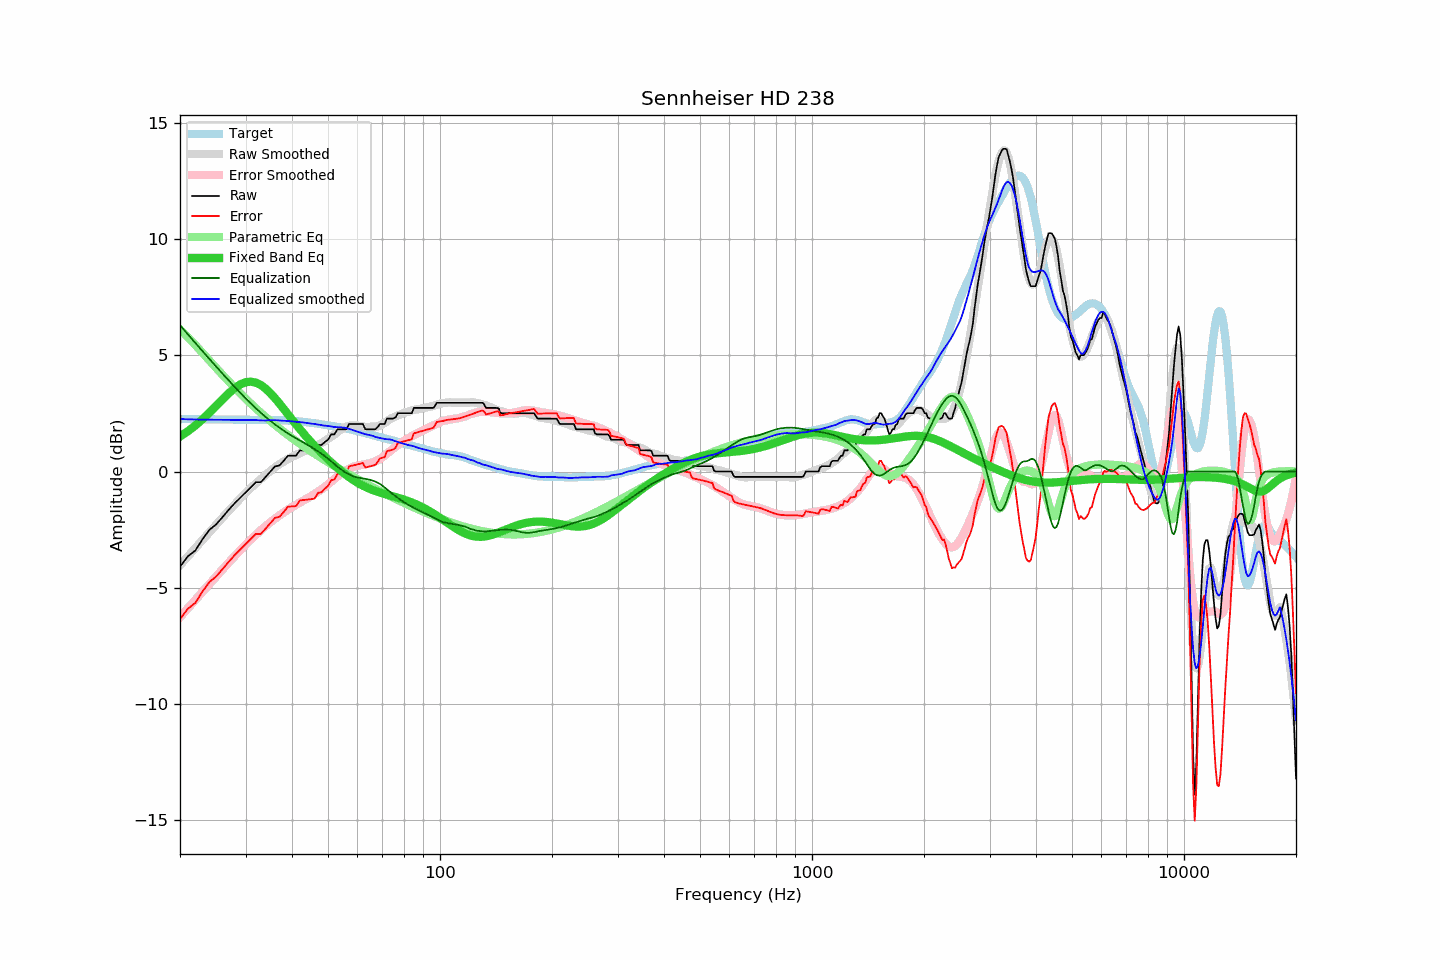 Sennheiser HD 238
Target
Raw Smoothed
Error Smoothed
Raw
Error
Parametric Eq
Fixed Band Eq
Equalization
Equalized smoothed
15
10
5
0
−5
−10
−15
Amplitude (dBr)
100
1000
10000
Frequency (Hz)